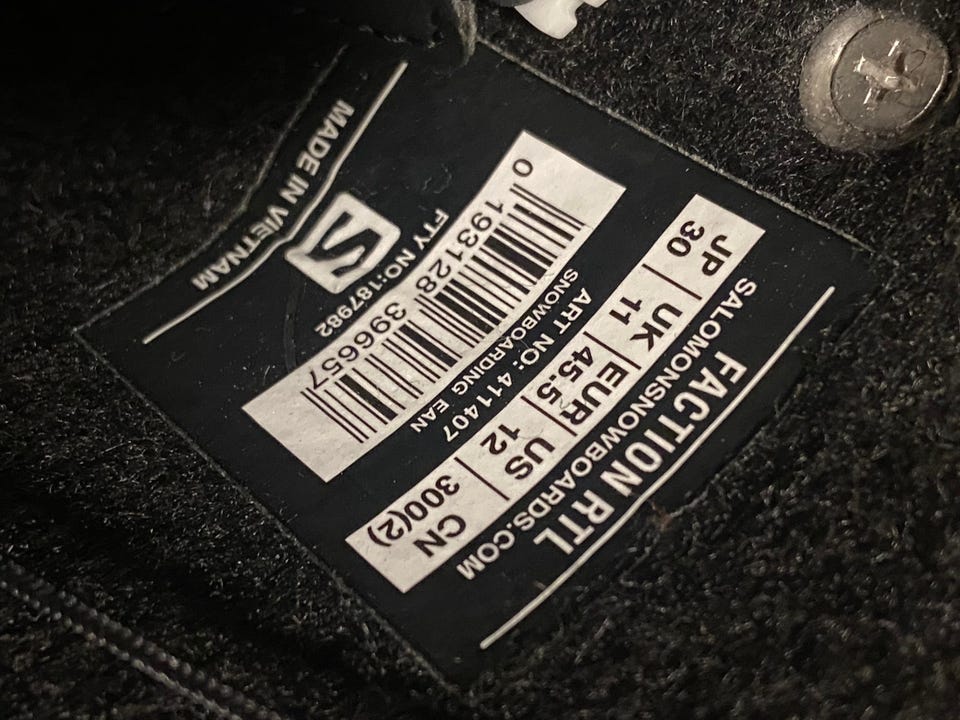 FACTION RTL
SALOMONSNOWBOARDS.COM
JP UK EUR US CN
30 11 45.5 12 300(2)
ART NO: 411407
SNOWBOARDING EAN
0 193128 396657
FTY NO:187982
S
MADE IN VIETNAM